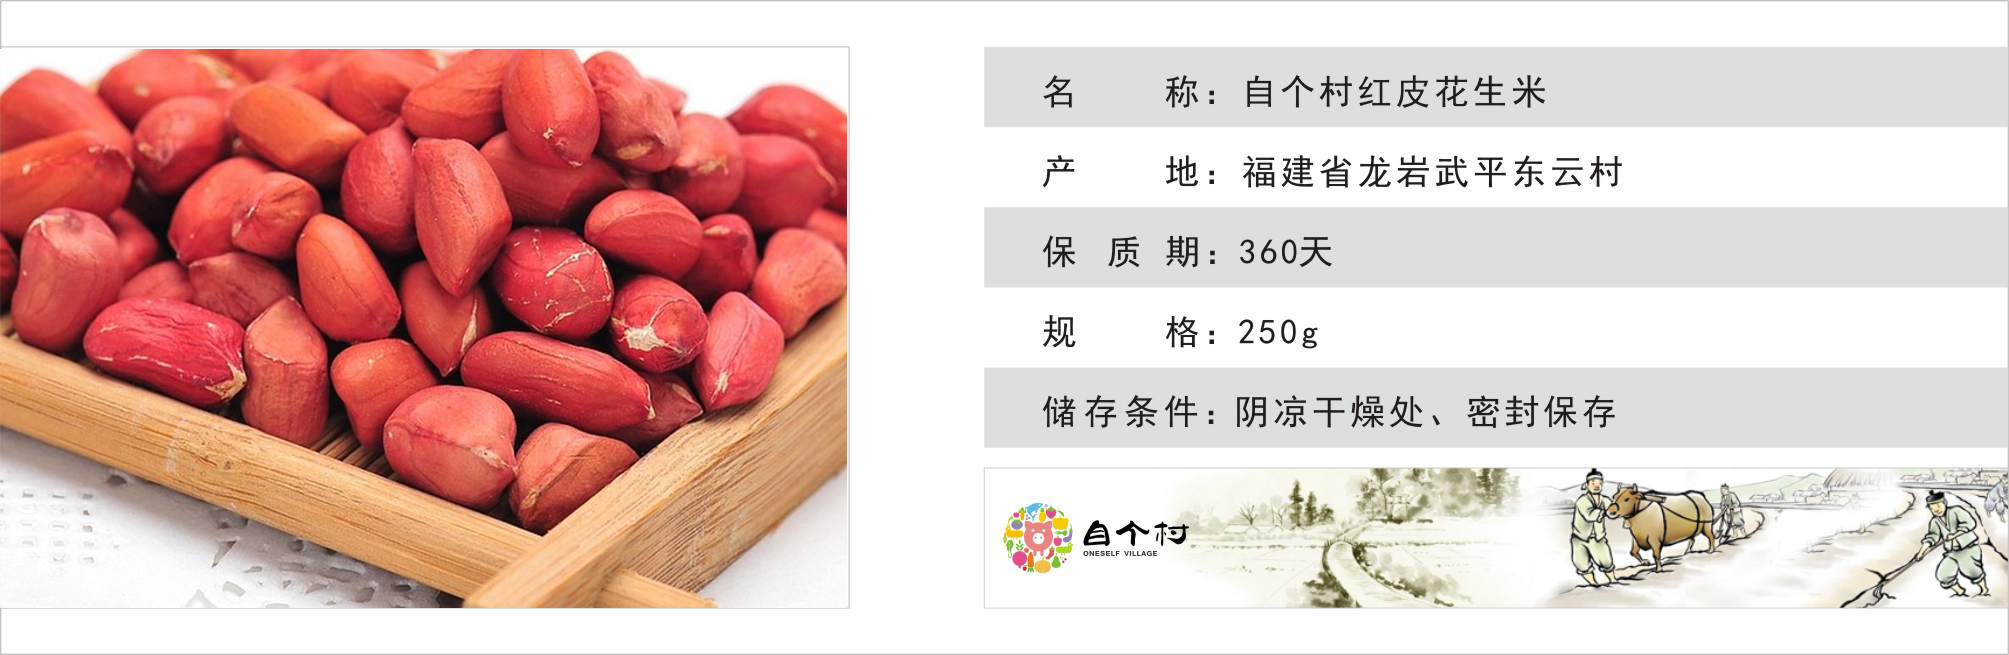 名 称：自个村红皮花生米
产 地：福建省龙岩武平东云村
保 质 期：360天
规 格：250g
储存条件：阴凉干燥处、密封保存
自个村
ONESELF VILLAGE